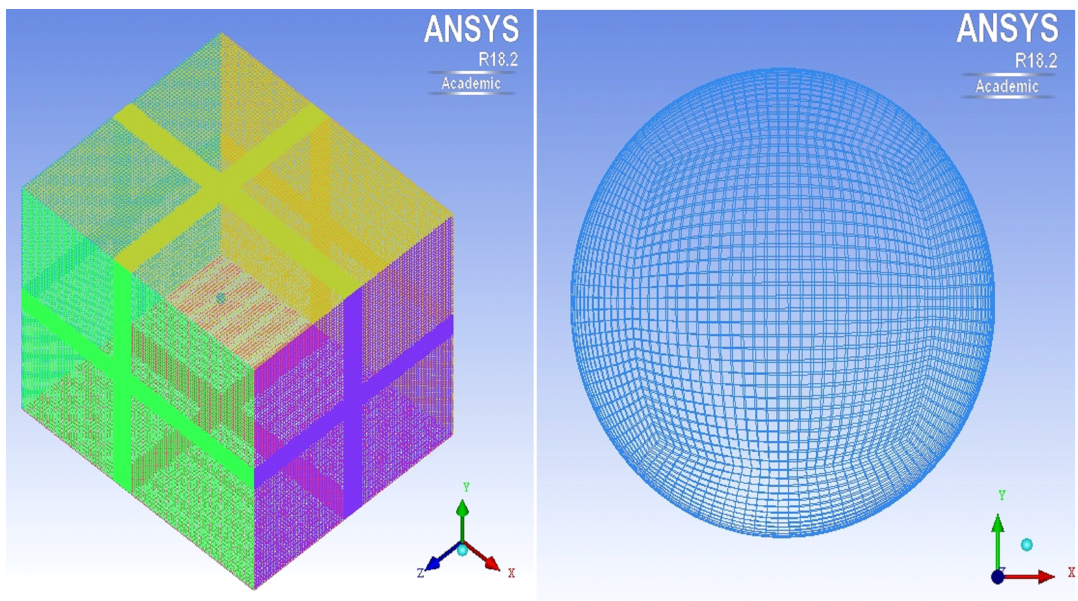 ANSYS
R18.2
Academic
Y
Z
X
ANSYS
R18.2
Academic
Y
X